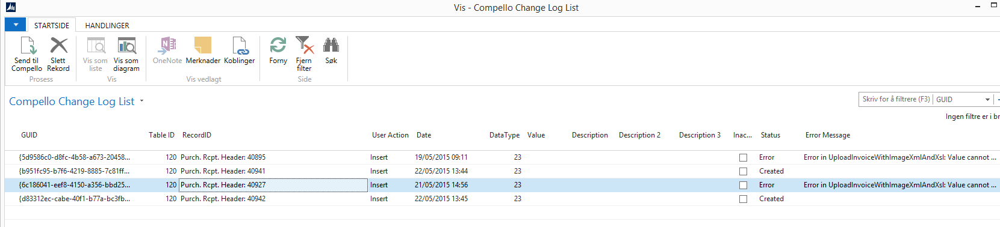 Vis - Compello Change Log List
STARTSIDE HANDLINGER
Send til Compello
Slett Rekord
Vis som liste
Vis som diagram
OneNote
Merknader
Koblinger
Forny
Fjern filter
Søk
Prosess Vis Vis vedlagt Side
Compello Change Log List
Skriv for å filtrere (F3) GUID
Ingen filtre er i br
GUID Table ID RecordID User Action Date DataType Value Description Description 2 Description 3 Inac... Status Error Message
{5d9586c0-d8fc-4b58-a673-20458... 120 Purch. Rcpt. Header: 40895 Insert 19/05/2015 09:11 23 Error Error in UploadInvoiceWithImageXmlAndXsl: Value cannot ...
{b951fc95-b7f6-4219-8885-7c81ff... 120 Purch. Rcpt. Header: 40941 Insert 22/05/2015 13:44 23 Created
{6c186041-eef8-4150-a356-bbd25... 120 Purch. Rcpt. Header: 40927 Insert 21/05/2015 14:56 23 Error Error in UploadInvoiceWithImageXmlAndXsl: Value cannot ...
{d83312ec-cabe-40f1-b77a-bc3fb... 120 Purch. Rcpt. Header: 40942 Insert 22/05/2015 13:45 23 Created